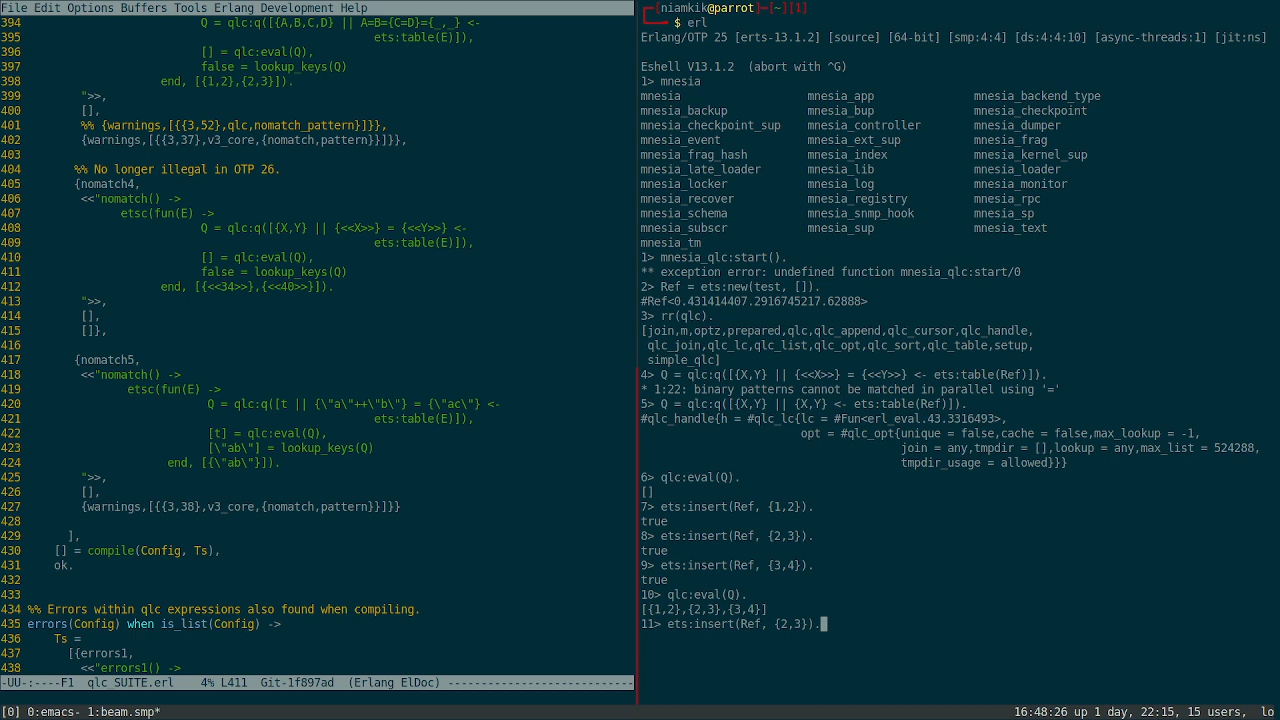 File Edit Options Buffers Tools Erlang Development Help
394                           Q = qlc:q([{A,B,C,D} || A=B={C=D}={_,_} <-
395                                                     ets:table(E)]),
396                           [] = qlc:eval(Q),
397                           false = lookup_keys(Q)
398                     end, [{1,2},{2,3}]).
399         ">>,
400         [],
401         %% {warnings,[{{3,52},qlc,nomatch_pattern}]}},
402         {warnings,[{{3,37},v3_core,{nomatch,pattern}}]}},
403
404        %% No longer illegal in OTP 26.
405        {nomatch4,
406         <<"nomatch() ->
407               etsc(fun(E) ->
408                           Q = qlc:q([{X,Y} || {<<X>>} = {<<Y>>} <-
409                                                     ets:table(E)]),
410                           [] = qlc:eval(Q),
411                           false = lookup_keys(Q)
412                     end, [{<<34>>},{<<40>>}]).
413         ">>,
414         [],
415         []},
416
417        {nomatch5,
418         <<"nomatch() ->
419                etsc(fun(E) ->
420                            Q = qlc:q([t || {\"a\"++\"b\"} = {\"ac\"} <-
421                                                     ets:table(E)]),
422                            [t] = qlc:eval(Q),
423                            [\"ab\"] = lookup_keys(Q)
424                      end, [{\"ab\"}]).
425         ">>,
426         [],
427         {warnings,[{{3,38},v3_core,{nomatch,pattern}}]}}
428
429       ],
430     [] = compile(Config, Ts),
431     ok.
432
433
434 %% Errors within qlc expressions also found when compiling.
435 errors(Config) when is_list(Config) ->
436     Ts =
437       [{errors1,
438         <<"errors1() ->
-UU-:----F1  qlc_SUITE.erl    4% L411  Git-1f897ad  (Erlang ElDoc) ----------------------------
┌─[niamkik@parrot]─[~][1]
└──╼ $ erl
Erlang/OTP 25 [erts-13.1.2] [source] [64-bit] [smp:4:4] [ds:4:4:10] [async-threads:1] [jit:ns]

Eshell V13.1.2  (abort with ^G)
1> mnesia
mnesia                   mnesia_app               mnesia_backend_type
mnesia_backup            mnesia_bup               mnesia_checkpoint
mnesia_checkpoint_sup    mnesia_controller        mnesia_dumper
mnesia_event             mnesia_ext_sup           mnesia_frag
mnesia_frag_hash         mnesia_index             mnesia_kernel_sup
mnesia_late_loader       mnesia_lib               mnesia_loader
mnesia_locker            mnesia_log               mnesia_monitor
mnesia_recover           mnesia_registry          mnesia_rpc
mnesia_schema            mnesia_snmp_hook         mnesia_sp
mnesia_subscr            mnesia_sup               mnesia_text
mnesia_tm
1> mnesia_qlc:start().
** exception error: undefined function mnesia_qlc:start/0
2> Ref = ets:new(test, []).
#Ref<0.431414407.2916745217.62888>
3> rr(qlc).
[join,m,optz,prepared,qlc,qlc_append,qlc_cursor,qlc_handle,
 qlc_join,qlc_lc,qlc_list,qlc_opt,qlc_sort,qlc_table,setup,
 simple_qlc]
4> Q = qlc:q([{X,Y} || {<<X>>} = {<<Y>>} <- ets:table(Ref)]).
* 1:22: binary patterns cannot be matched in parallel using '='
5> Q = qlc:q([{X,Y} || {X,Y} <- ets:table(Ref)]).
#qlc_handle{h = #qlc_lc{lc = #Fun<erl_eval.43.3316493>,
                        opt = #qlc_opt{unique = false,cache = false,max_lookup = -1,
                                       join = any,tmpdir = [],lookup = any,max_list = 524288,
                                       tmpdir_usage = allowed}}}
6> qlc:eval(Q).
[]
7> ets:insert(Ref, {1,2}).
true
8> ets:insert(Ref, {2,3}).
true
9> ets:insert(Ref, {3,4}).
true
10> qlc:eval(Q).
[{1,2},{2,3},{3,4}]
11> ets:insert(Ref, {2,3}).
[0] 0:emacs- 1:beam.smp*                16:48:26 up 1 day, 22:15, 15 users,  lo